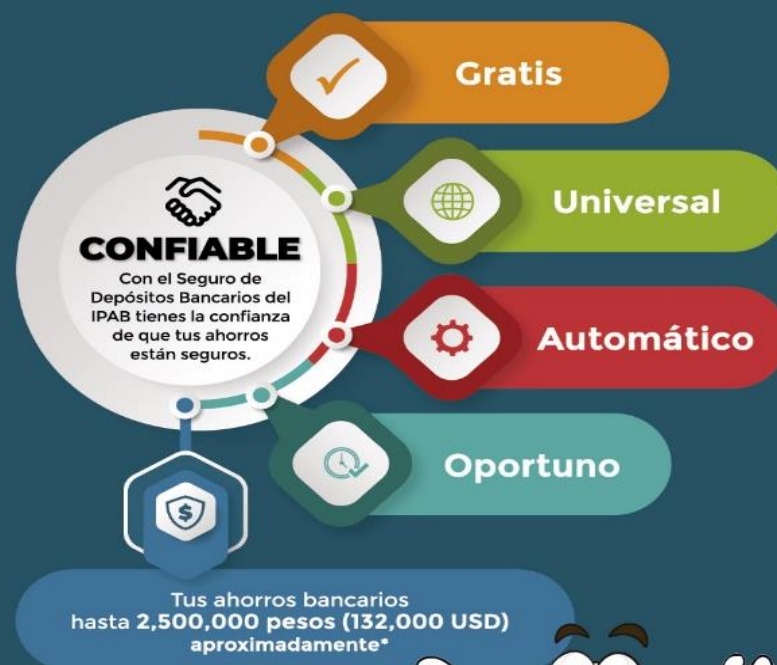 Gratis
Universal
CONFIABLE
Con el Seguro de
Depósitos Bancarios del
IPAB tienes la confianza
de que tus ahorros
están seguros.
Automático
Oportuno
Tus ahorros bancarios
hasta 2,500,000 pesos (132,000 USD)
aproximadamente*